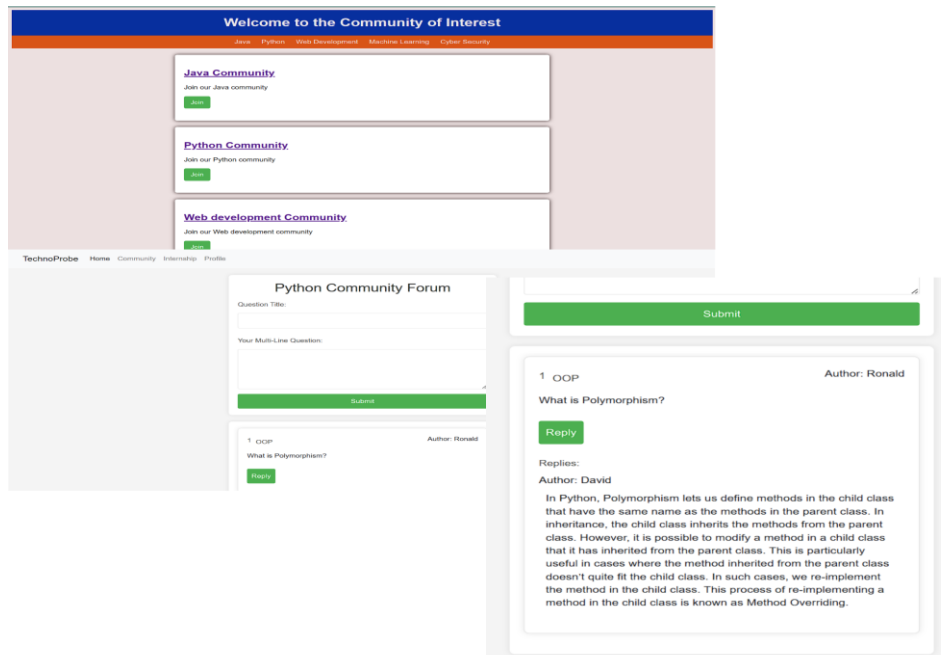 Welcome to the Community of Interest
Java Python Web Development Machine Learning Cyber Security
Java Community
Join our Java community
Join
Python Community
Join our Python community
Join
Web development Community
Join our Web development community
Join
TechnoProbe Home Community Internship Profile
Python Community Forum
Question Title:
Your Multi-Line Question:
Submit
1 OOP Author: Ronald
What is Polymorphism?
Reply
Submit
1 OOP Author: Ronald
What is Polymorphism?
Reply
Replies:
Author: David
In Python, Polymorphism lets us define methods in the child class
that have the same name as the methods in the parent class. In
inheritance, the child class inherits the methods from the parent
class. However, it is possible to modify a method in a child class
that it has inherited from the parent class. This is particularly
useful in cases where the method inherited from the parent class
doesn't quite fit the child class. In such cases, we re-implement
the method in the child class. This process of re-implementing a
method in the child class is known as Method Overriding.